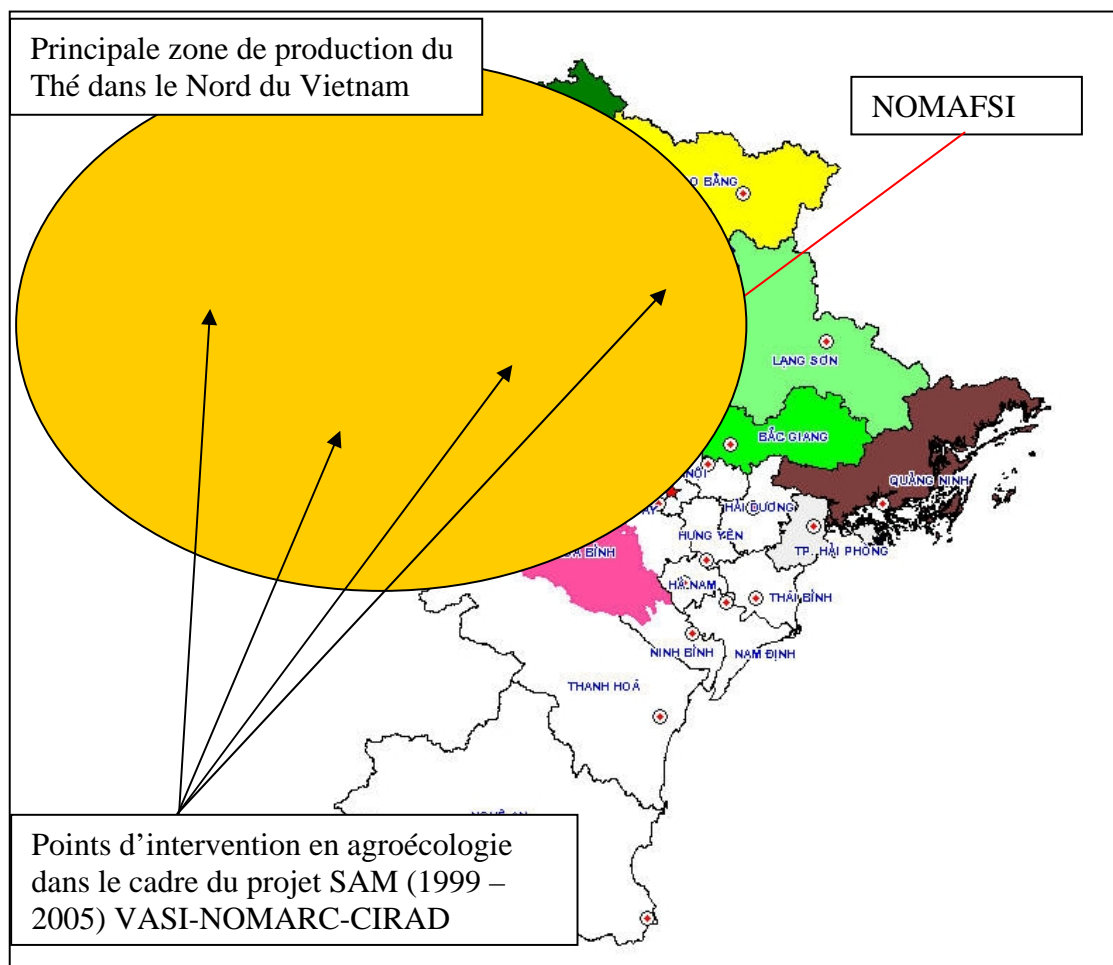 Principale zone de production du
Thé dans le Nord du Vietnam
NOMAFSI
BẰNG
LẠNG SƠN
BẮC GIANG
QUẢNG NINH
HẢI DƯƠNG
HƯNG YÊN
TP. HẢI PHÒNG
BÌNH
HÀ NAM
THÁI BÌNH
NINH BÌNH
NAM ĐỊNH
THANH HOÁ
Points d’intervention en agroécologie
dans le cadre du projet SAM (1999 –
2005) VASI-NOMARC-CIRAD